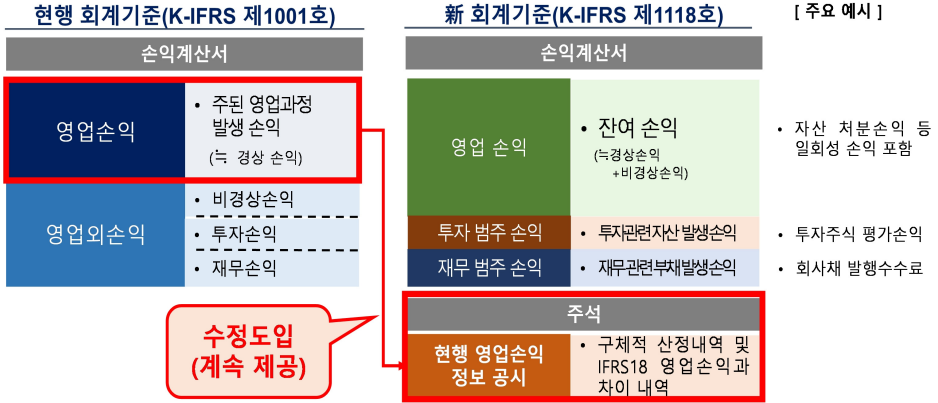 현행 회계기준(K-IFRS 제1001호)
손익계산서
영업손익
• 주된 영업과정
발생 손익
(≒ 경상 손익)
영업외손익
• 비경상손익
• 투자손익
• 재무손익
수정도입
(계속 제공)
新 회계기준(K-IFRS 제1118호)
손익계산서
영업 손익
• 잔여 손익
(≒경상손익
+비경상손익)
투자 범주 손익
• 투자관련자산발생손익
재무 범주 손익
• 재무관련부채발생손익
주석
현행 영업손익
정보 공시
• 구체적 산정내역 및
IFRS18 영업손익과
차이 내역
[ 주요 예시 ]
• 자산 처분손익 등
일회성 손익 포함
• 투자주식 평가손익
• 회사채 발행수수료